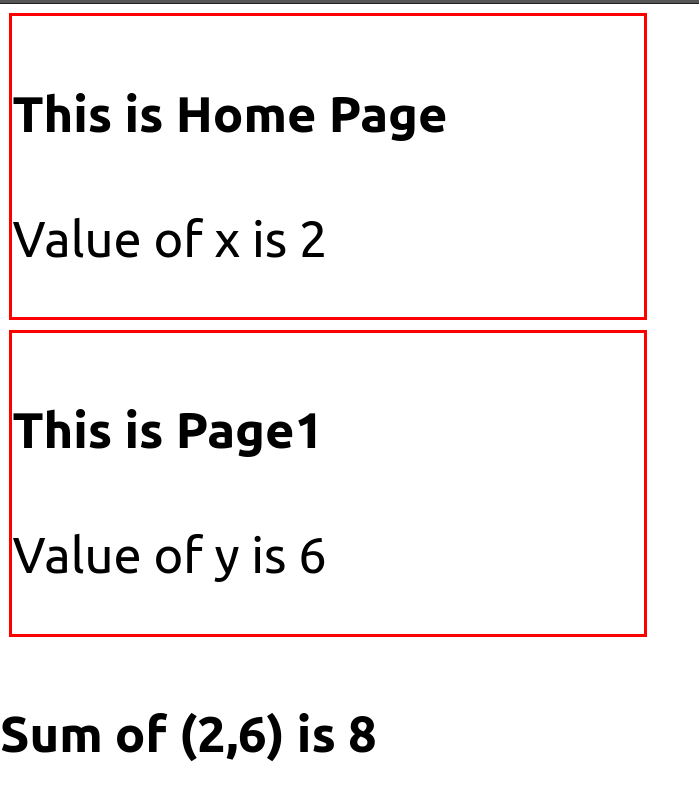 This is Home Page
Value of x is 2
This is Page1
Value of y is 6
Sum of (2,6) is 8